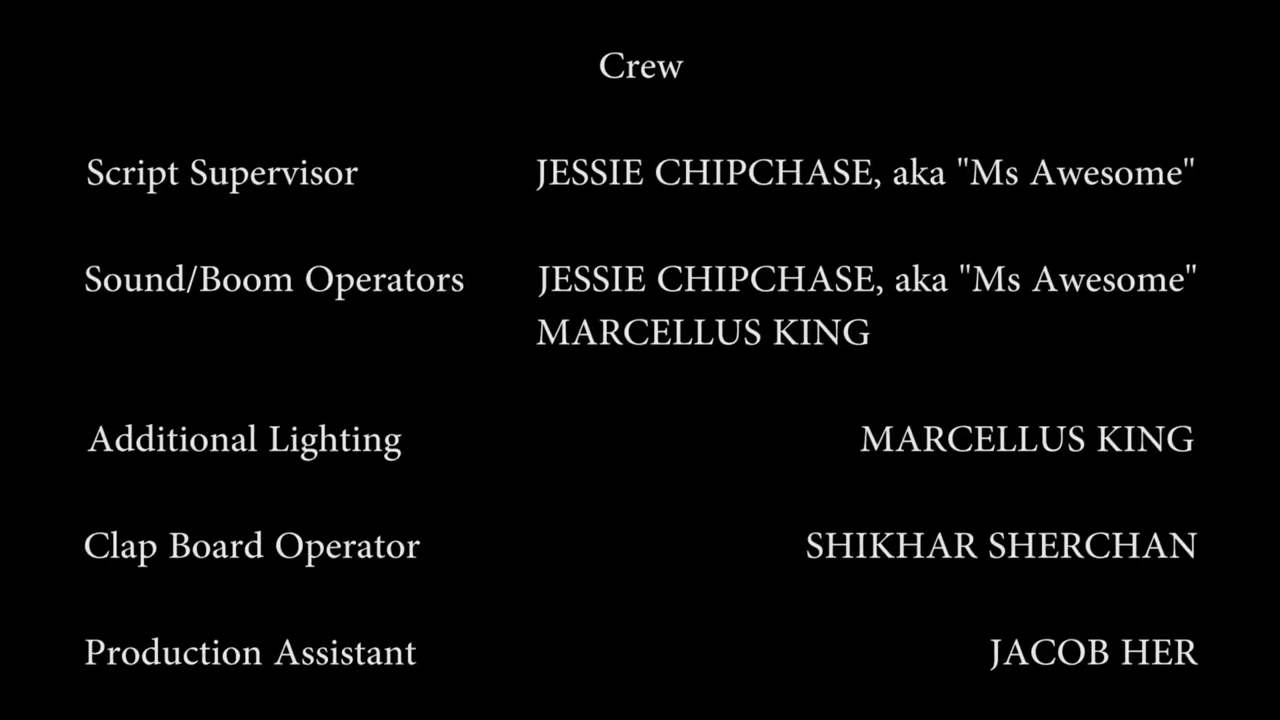 Crew
Script Supervisor JESSIE CHIPCHASE, aka "Ms Awesome"
Sound/Boom Operators JESSIE CHIPCHASE, aka "Ms Awesome"
MARCELLUS KING
Additional Lighting MARCELLUS KING
Clap Board Operator SHIKHAR SHERCHAN
Production Assistant JACOB HER